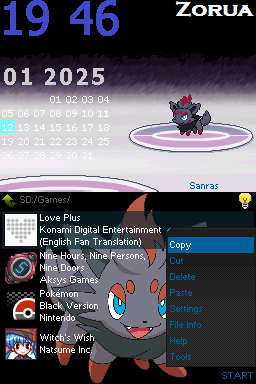 19 46
ZORUA
01 2025
01 02 03 04
05 06 07 08 09 10 11
12 13 14 15 16 17 18
19 20 21 22 23 24 25
26 27 28 29 30 31
Sanras
SD:/Games/
Love Plus
Konami Digital Entertainment
(English Fan Translation)
Nine Hours, Nine Persons,
Nine Doors
Aksys Games
Pokémon
Black Version
Nintendo
Witch's Wish
Natsume Inc.
Copy
Cut
Delete
Paste
Settings
File Info
Help
Tools
START